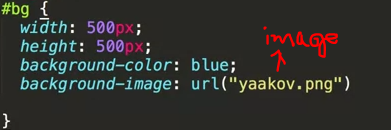 #bg {
width: 500px;
height: 500px;
background-color: blue;
background-image: url("yaakov.png")
image
}